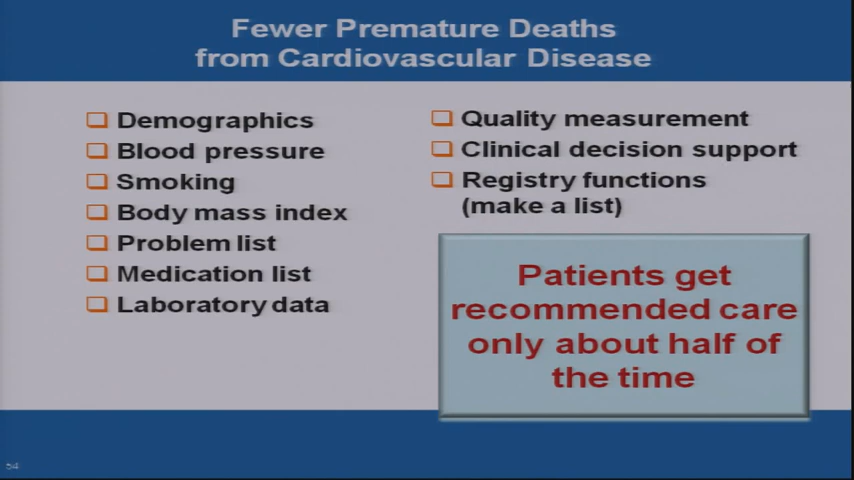 Fewer Premature Deaths
from Cardiovascular Disease
Demographics
Blood pressure
Smoking
Body mass index
Problem list
Medication list
Laboratory data
Quality measurement
Clinical decision support
Registry functions
(make a list)
Patients get
recommended care
only about half of
the time
54